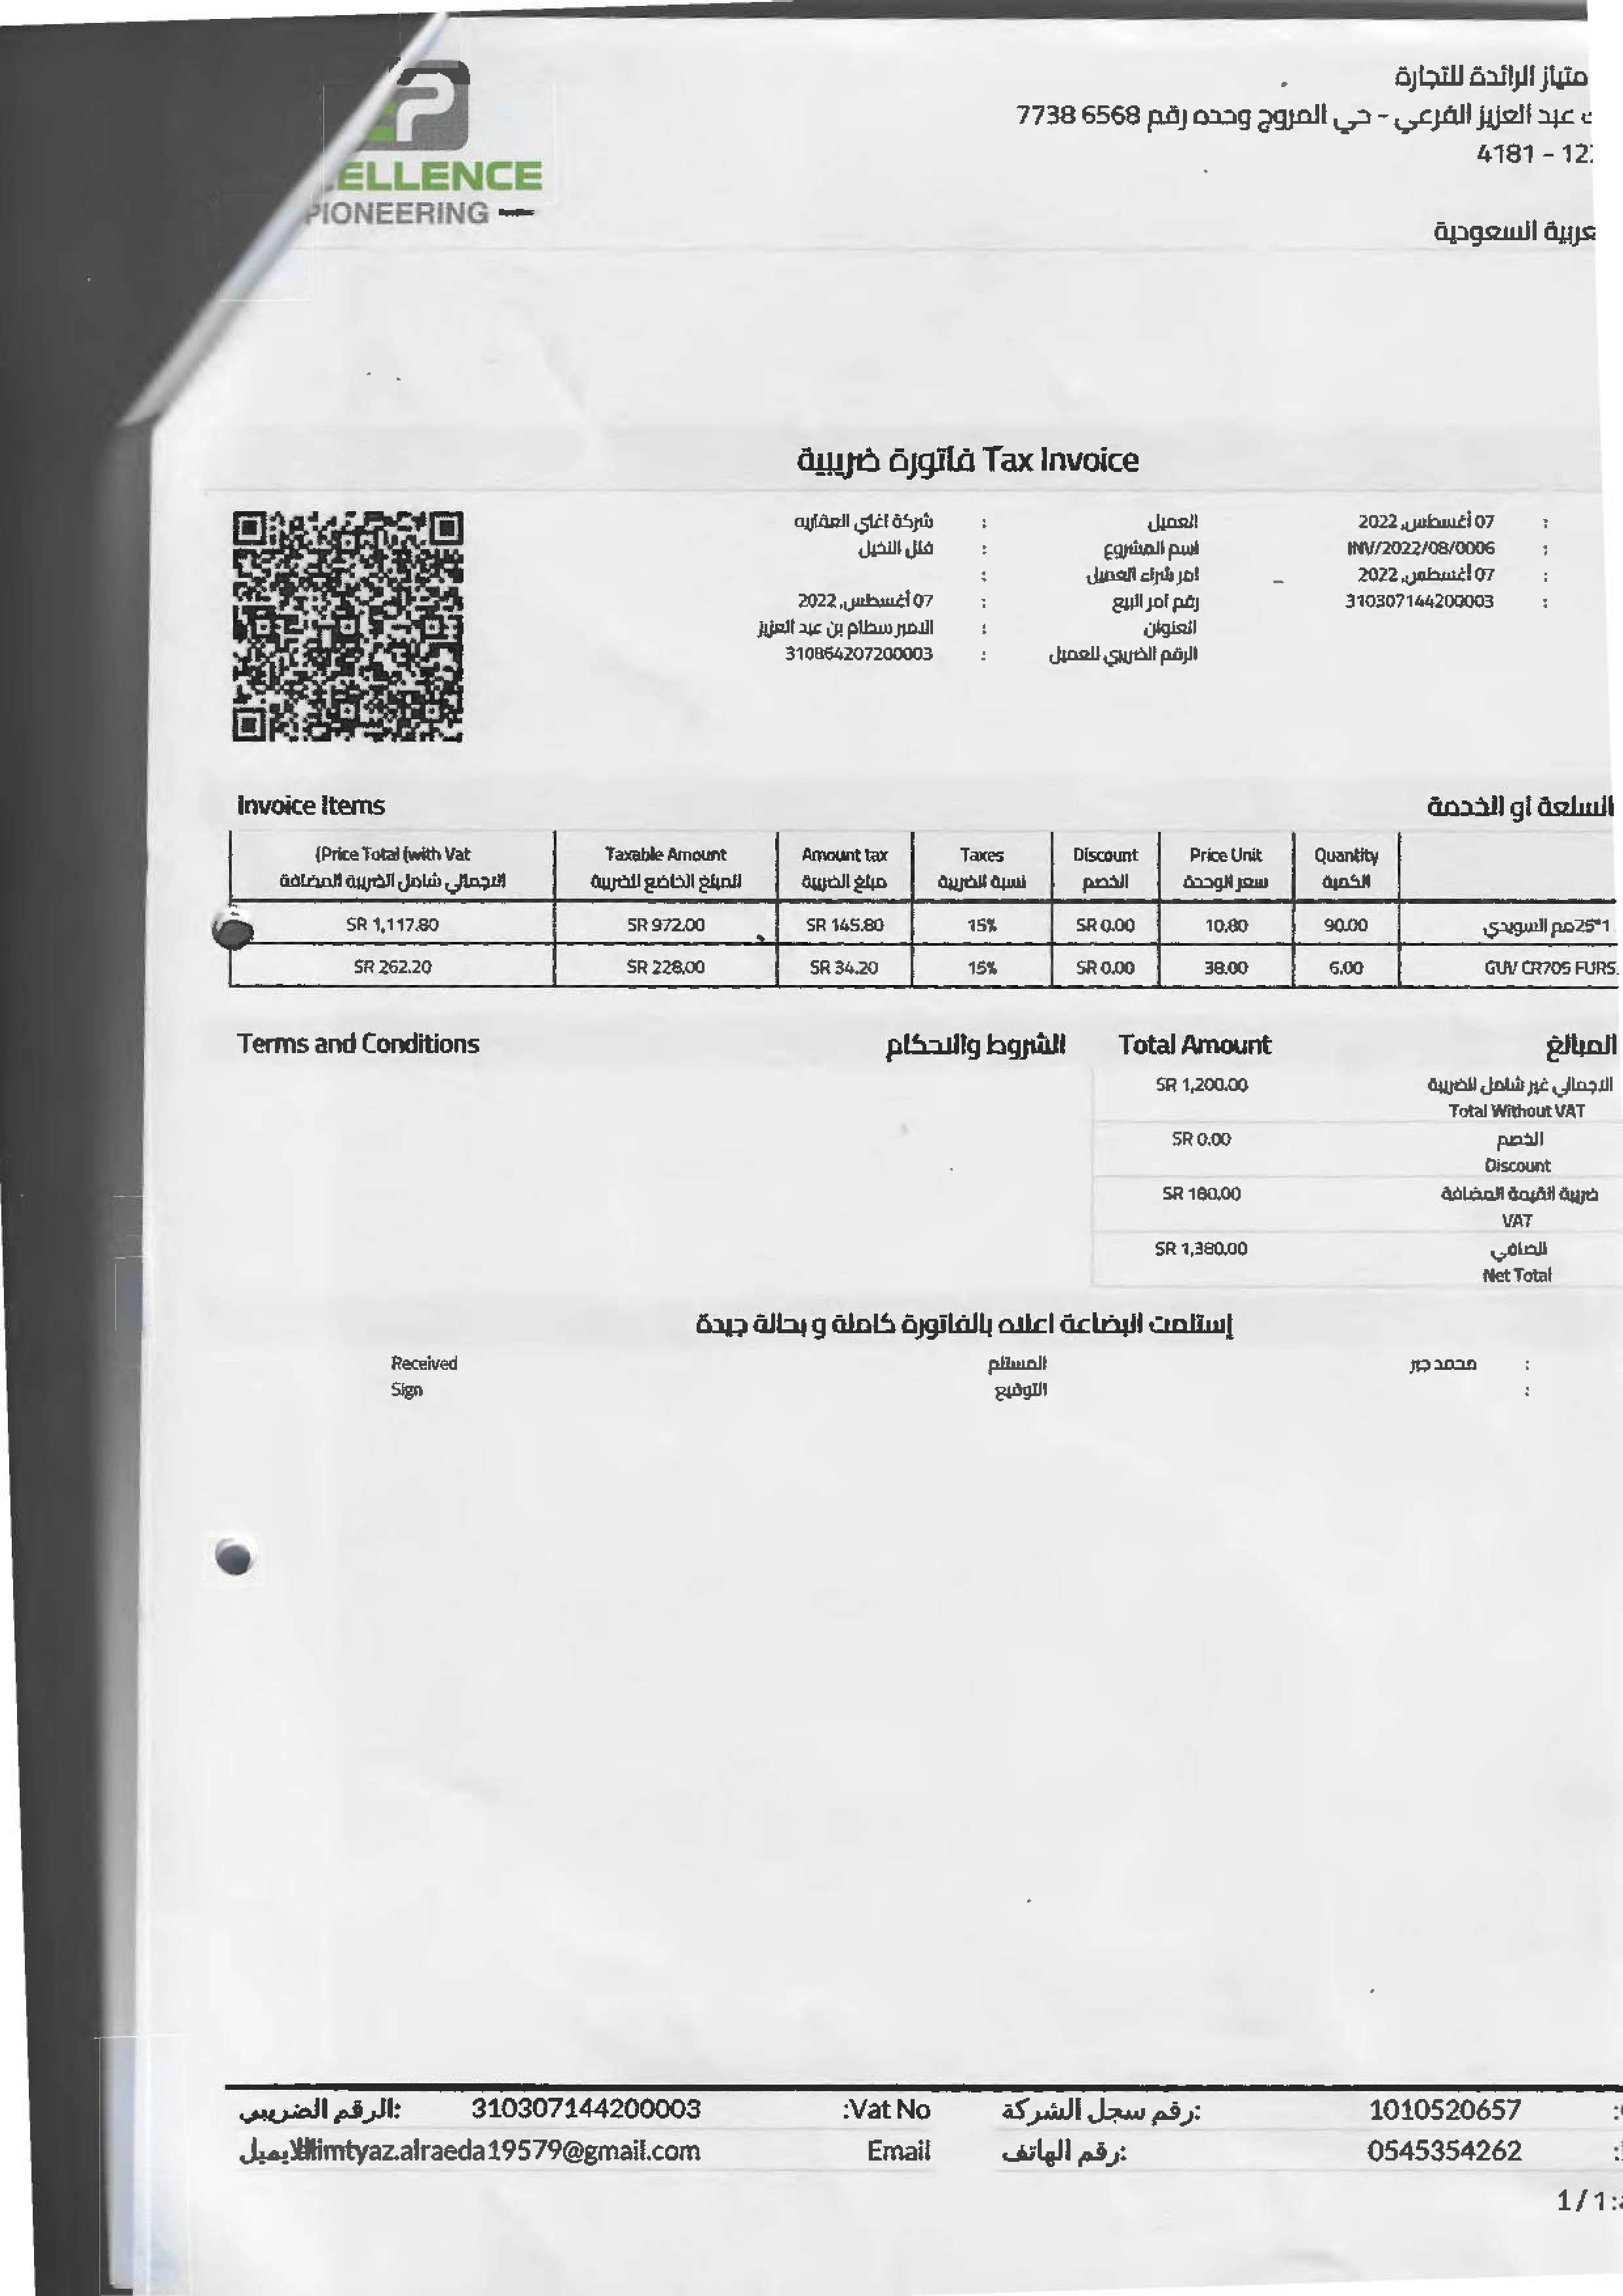 متياز الرائدة للتجارة
عبد العزيز الفرعي - حي المروج وحده رقم 6568 7738
4181 - 12
عربية السعودية
ELLENCE
PIONEERING
Tax Invoice فاتورة ضريبية
07 أغسطس, 2022 :
INV/2022/08/0006 :
07 أغسطس, 2022 :
310307144200003 :
العميل : شركة اغاي العقاريه
اسم المشروع : فلل النخيل
امر شراء العميل :
رقم امر البيع : 07 أغسطس, 2022
العنوان : الامير سطام بن عبد العزيز
الرقم الضريبي للعميل : 310864207200003
Invoice Items السلعة او الخدمة
(Price Total (with Vat Taxable Amount Amount tax Taxes Discount Price Unit Quantity
الاجمالي شامل الضريبة المضافة المبلغ الخاضع للضريبة مبلغ الضريبة نسبة الضريبة الخصم سعر الوحدة الكمية
SR 1,117.80 SR 972.00 SR 145.80 15% SR 0.00 10.80 90.00 1*25مم السويدي
SR 262.20 SR 228.00 SR 34.20 15% SR 0.00 38.00 6.00 GUV CR705 FURS
Terms and Conditions الشروط والاحكام
Total Amount المبالغ
SR 1,200.00 الاجمالي غير شامل الضريبة
Total Without VAT
SR 0.00 الخصم
Discount
SR 180.00 ضريبة القيمة المضافة
VAT
SR 1,380.00 الصافي
Net Total
إستلمت البضاعة اعلاه بالفاتورة كاملة و بحالة جيدة
Received المستلم محمد جبر :
Sign التوقيع :
الرقم الضريبي: 310307144200003 Vat No: رقم سجل الشركة: 1010520657
الايميل alimtyaz.alraeda19579@gmail.com Email رقم الهاتف: 0545354262
1 / 1